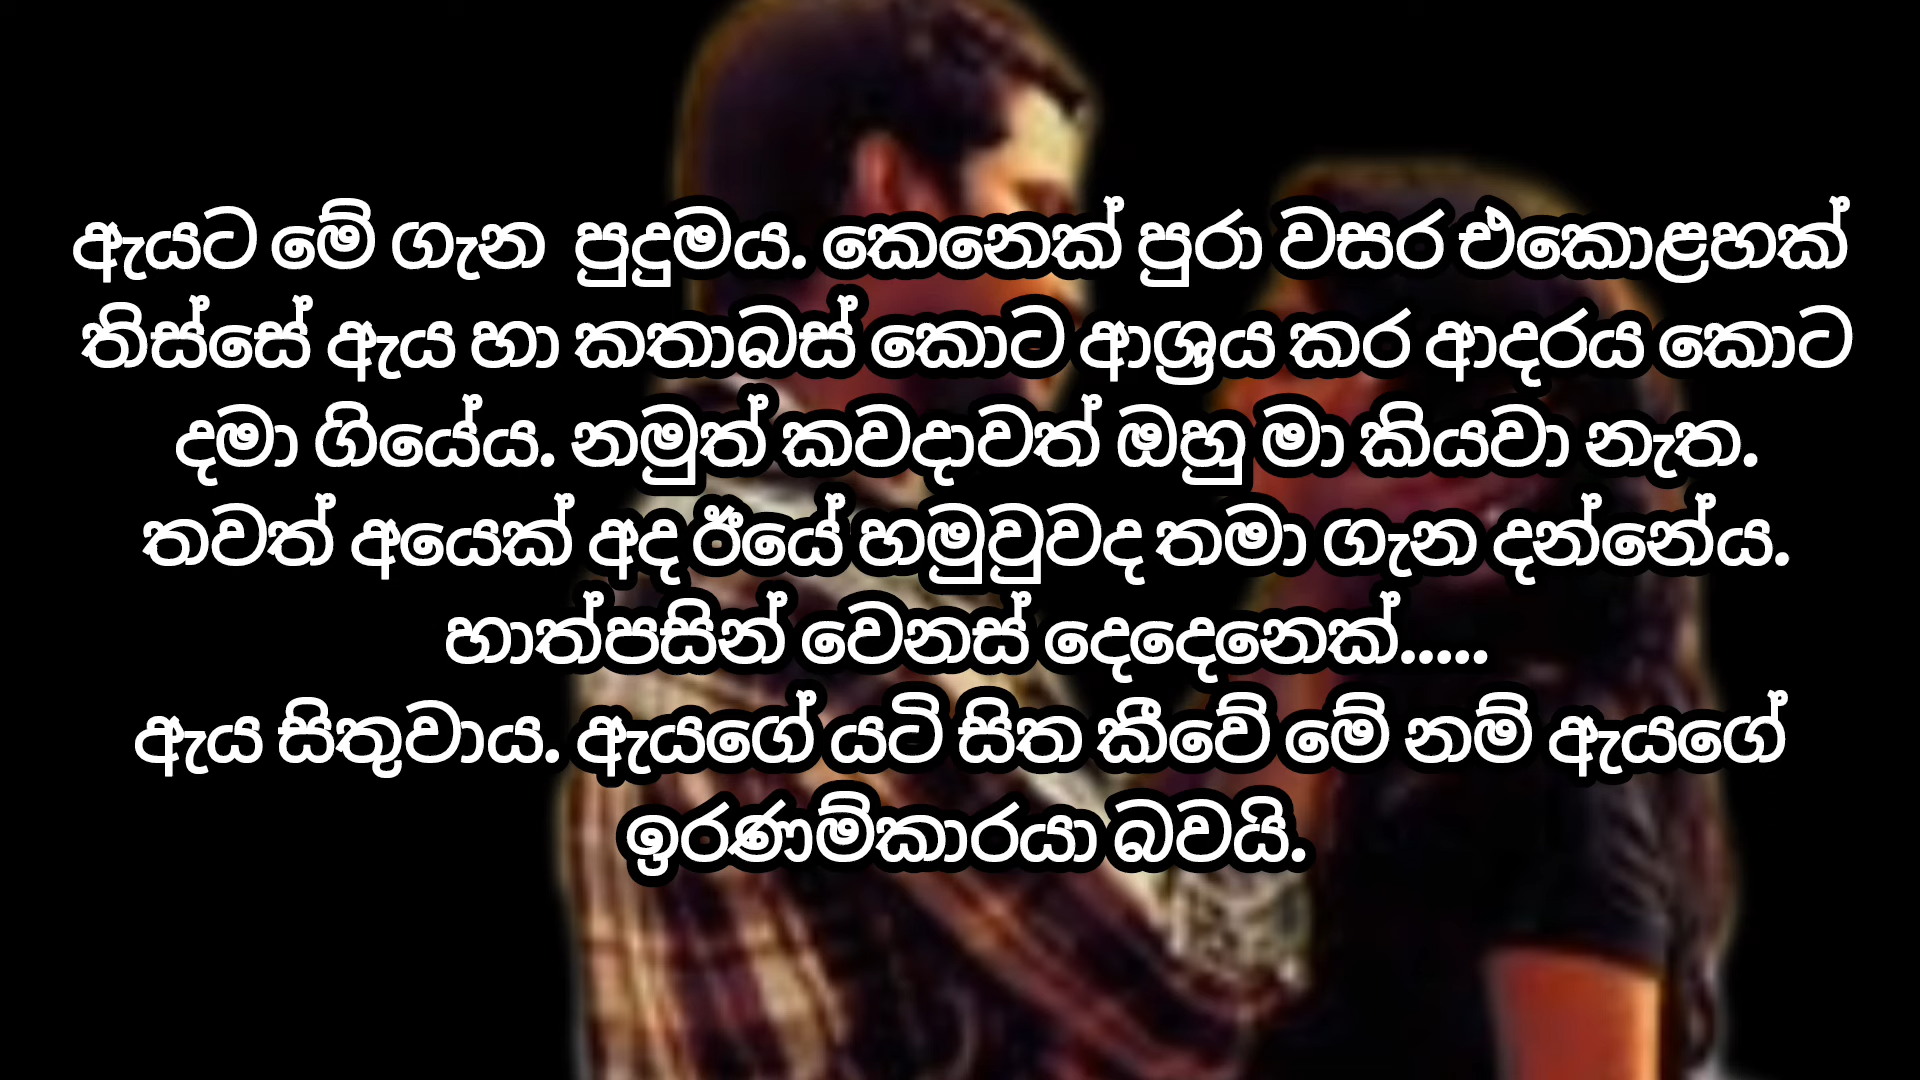 ඇයට මේ ගැන පුදුමය. කෙනෙක් පුරා වසර එකොළහක්
තිස්සේ ඇය හා කතාබස් කොට ආශ්‍රය කර ආදරය කොට
දමා ගියේය. නමුත් කවදාවත් ඔහු මා කියවා නැත.
තවත් අයෙක් අද ඊයේ හමුවුවද තමා ගැන දන්නේය.
හාත්පසින් වෙනස් දෙදෙනෙක්.....
ඇය සිතුවාය. ඇයගේ යටි සිත කීවේ මේ නම් ඇයගේ
ඉරණම්කාරයා බවයි.